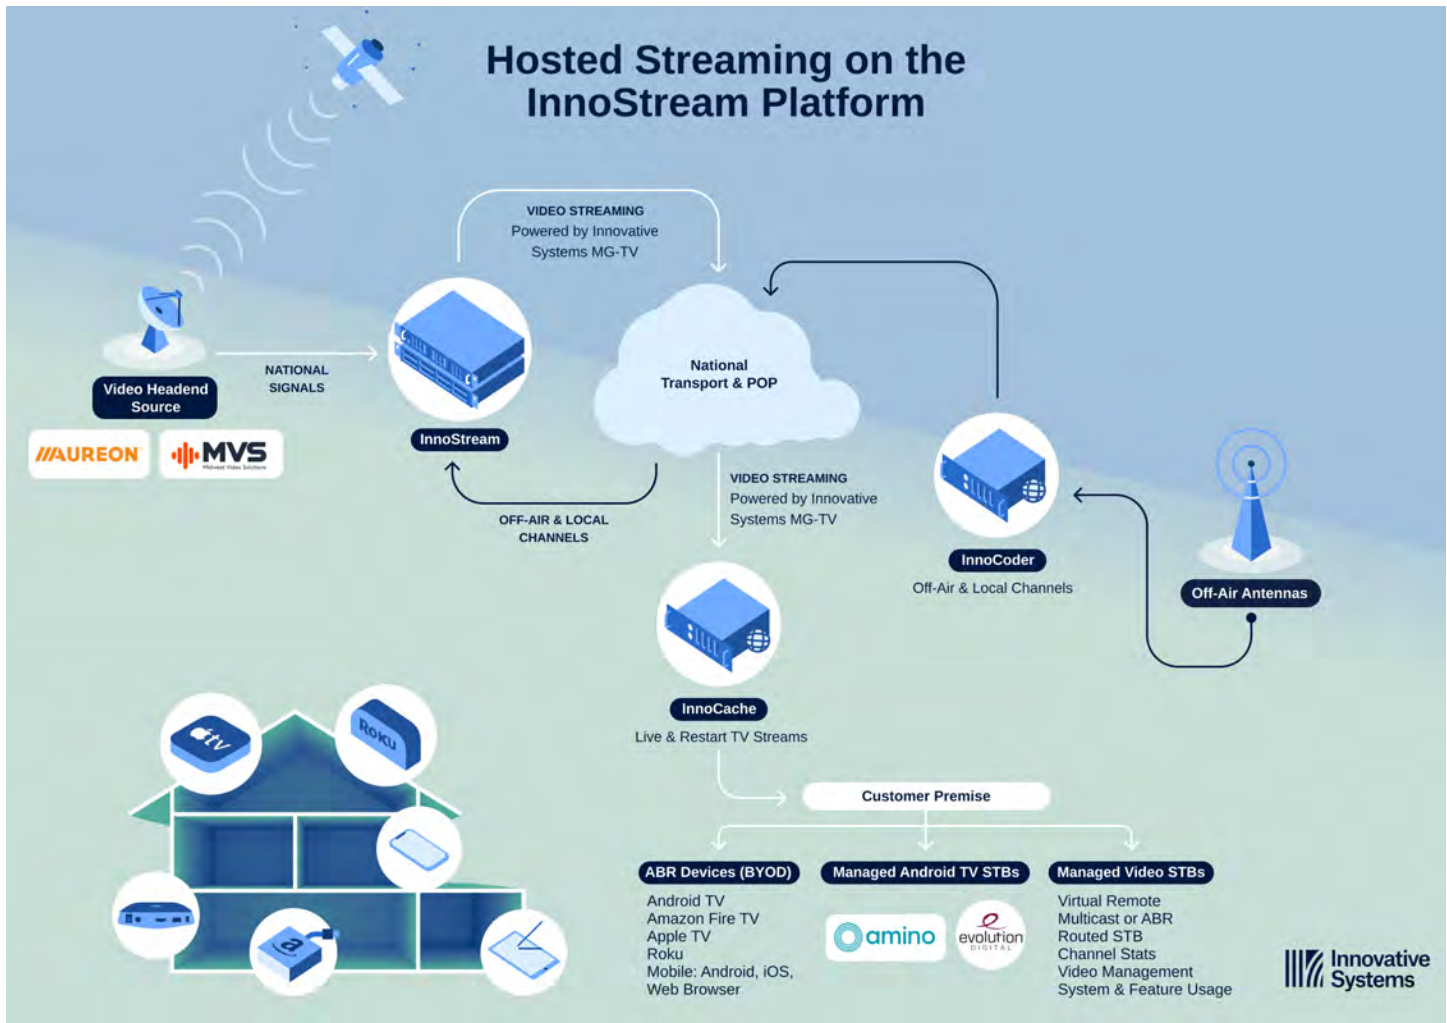 Hosted Streaming on the
InnoStream Platform
VIDEO STREAMING
Powered by Innovative
Systems MG-TV
NATIONAL
SIGNALS
Video Headend
Source
AUREON
MVS
Midwest Video Solutions
InnoStream
National
Transport & POP
OFF-AIR & LOCAL
CHANNELS
VIDEO STREAMING
Powered by Innovative
Systems MG-TV
InnoCoder
Off-Air & Local Channels
Off-Air Antennas
InnoCache
Live & Restart TV Streams
Customer Premise
ABR Devices (BYOD)
Android TV
Amazon Fire TV
Apple TV
Roku
Mobile: Android, iOS,
Web Browser
Managed Android TV STBs
amino
evolution
DIGITAL
Managed Video STBs
Virtual Remote
Multicast or ABR
Routed STB
Channel Stats
Video Management
System & Feature Usage
tv
Roku
a
Innovative
Systems